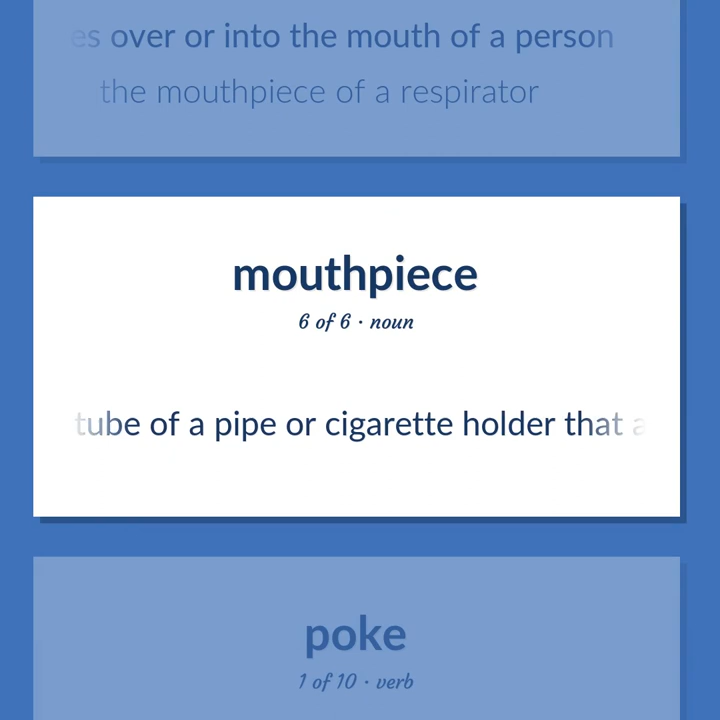 es over or into the mouth of a person
the mouthpiece of a respirator
mouthpiece
6 of 6 · noun
tube of a pipe or cigarette holder that a
poke
1 of 10 · verb